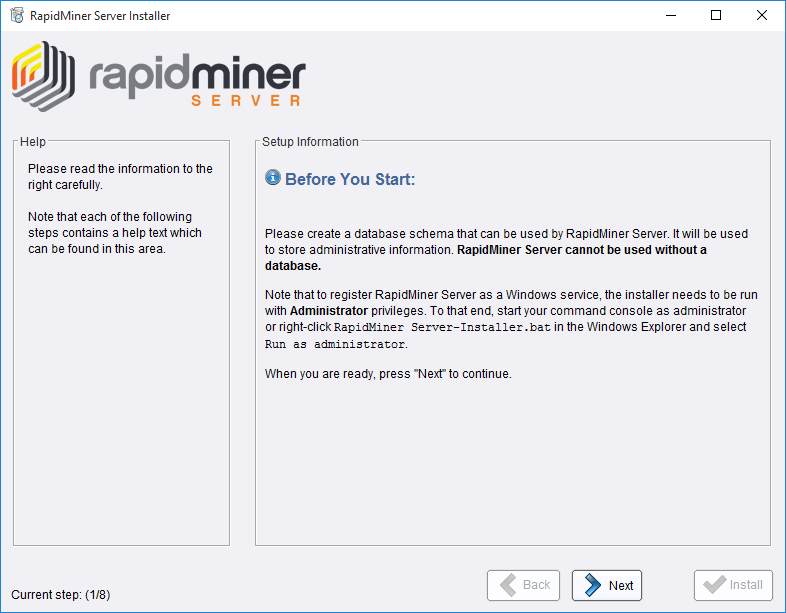 RapidMiner Server Installer
rapidminer
SERVER
Help
Please read the information to the
right carefully.
Note that each of the following
steps contains a help text which
can be found in this area.
Setup Information
Before You Start:
Please create a database schema that can be used by RapidMiner Server. It will be used
to store administrative information. RapidMiner Server cannot be used without a
database.
Note that to register RapidMiner Server as a Windows service, the installer needs to be run
with Administrator privileges. To that end, start your command console as administrator
or right-click RapidMiner Server-Installer.bat in the Windows Explorer and select
Run as administrator.
When you are ready, press "Next" to continue.
Current step: (1/8)
Back
Next
Install